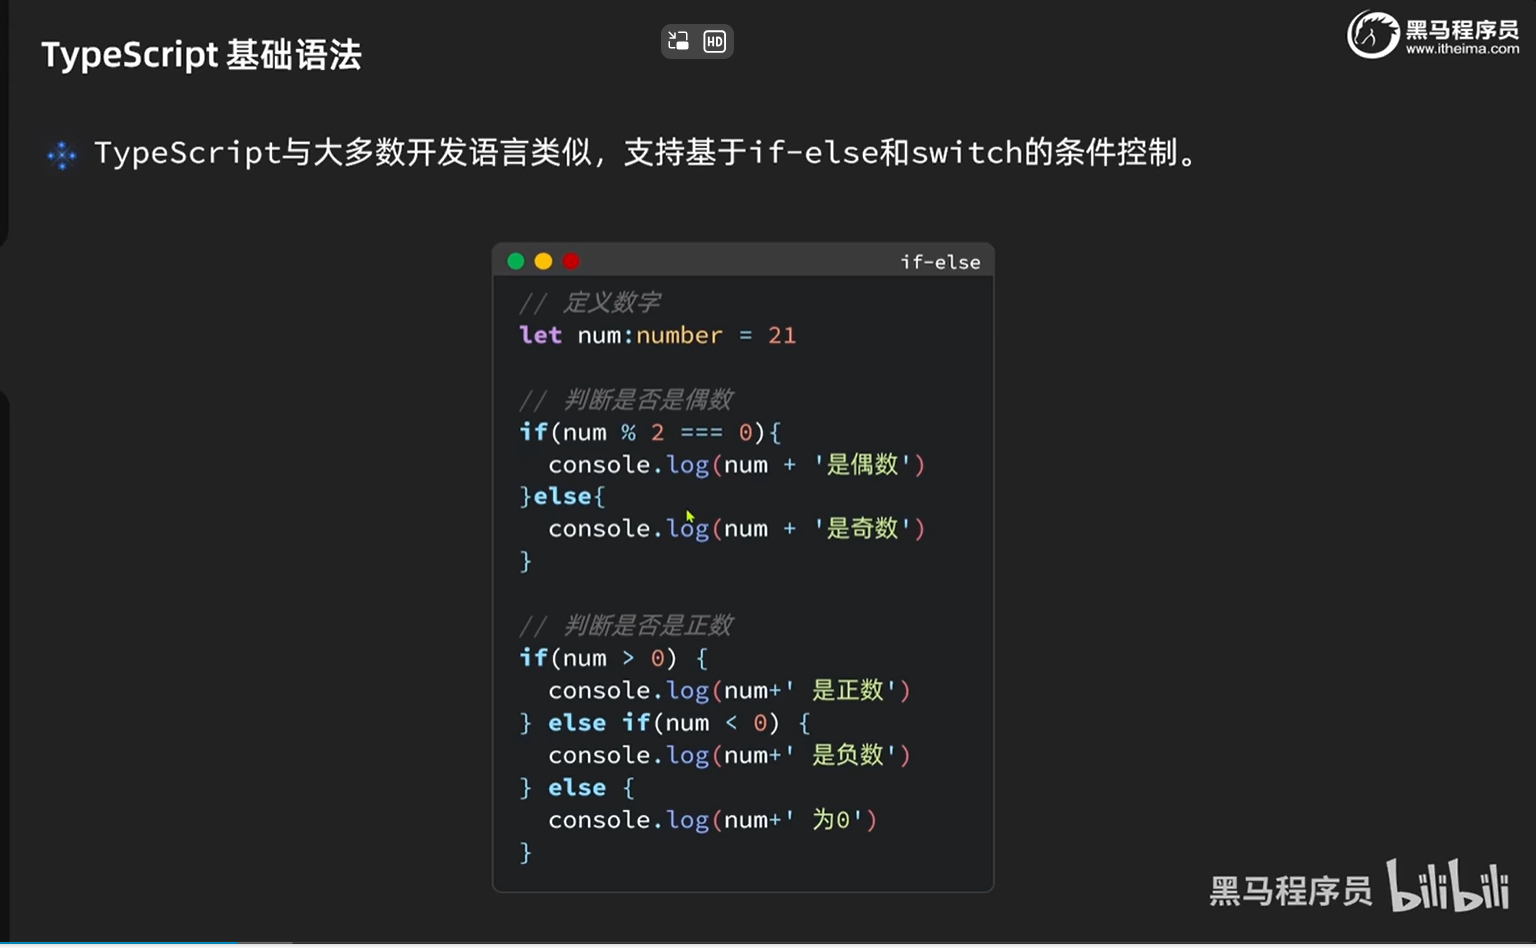 TypeScript 基础语法
HD
黑马程序员
www.itheima.com
TypeScript与大多数开发语言类似，支持基于if-else和switch的条件控制。
if-else
// 定义数字
let num:number = 21
// 判断是否是偶数
if(num % 2 === 0){
  console.log(num + '是偶数')
}else{
  console.log(num + '是奇数')
}
// 判断是否是正数
if(num > 0) {
  console.log(num+' 是正数')
} else if(num < 0) {
  console.log(num+' 是负数')
} else {
  console.log(num+' 为0')
}
黑马程序员 bilibili